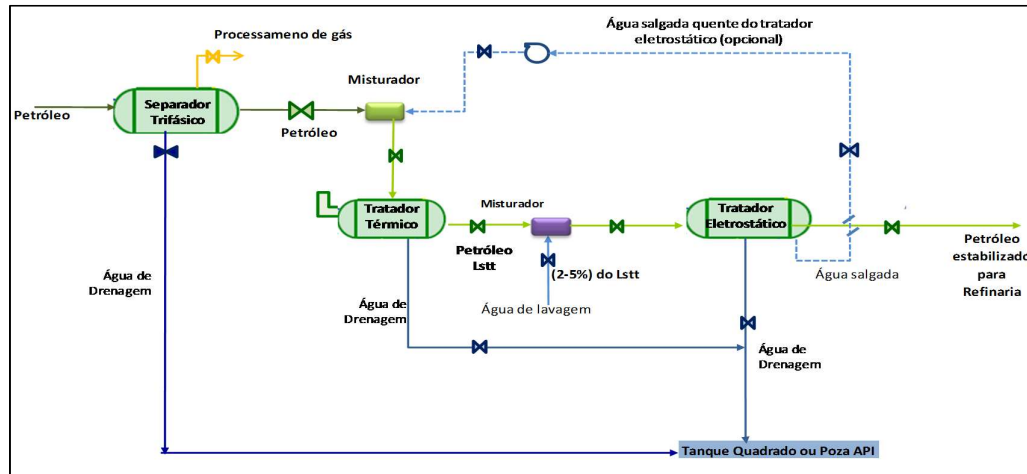 Processameno de gás
Água salgada quente do tratador
eletrostático (opcional)
Misturador
Separador
Trifásico
Petróleo
Petróleo
Tratador
Térmico
Misturador
Tratador
Eletrostático
Petróleo
Lstt
(2-5%) do Lstt
Água de lavagem
Água salgada
Petróleo
estabilizado
para
Refinaria
Água de
Drenagem
Água de
Drenagem
Água de
Drenagem
Tanque Quadrado ou Poza API